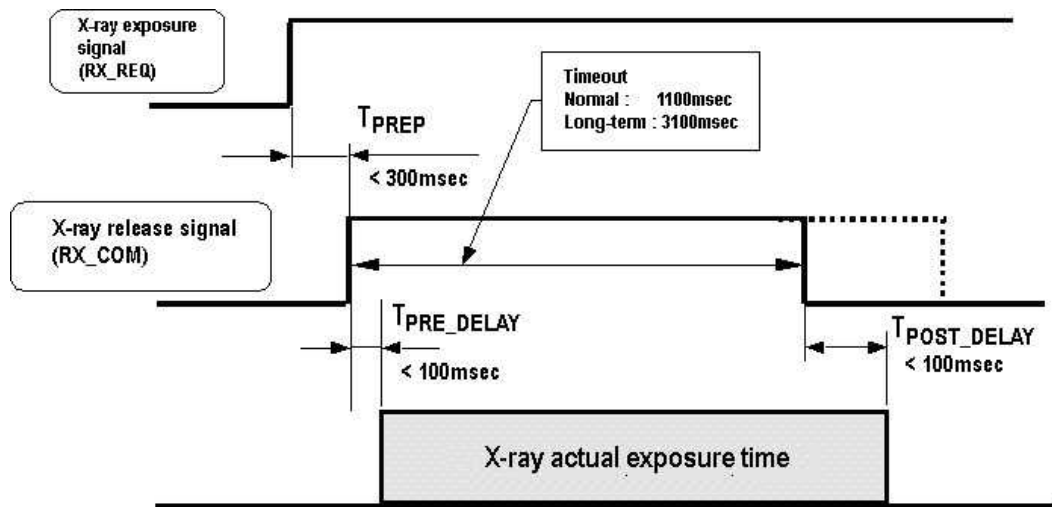 X-ray exposure
signal
(RX_REQ)
Timeout
Normal : 1100msec
Long-term : 3100msec
TPREP
< 300msec
X-ray release signal
(RX_COM)
TPRE_DELAY
< 100msec
TPOST_DELAY
< 100msec
X-ray actual exposure time